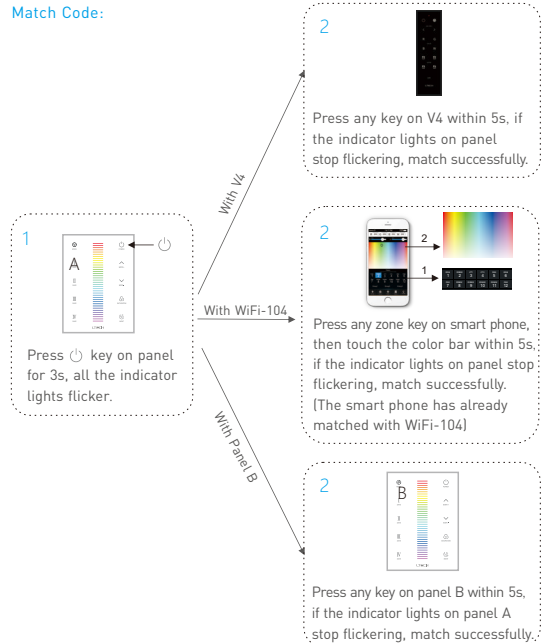 Match Code:
2
Press any key on V4 within 5s, if
the indicator lights on panel
stop flickering, match successfully.
With V4
1
A
Press key on panel
for 3s, all the indicator
lights flicker.
With WiFi-104
2
2
1
Press any zone key on smart phone,
then touch the color bar within 5s,
if the indicator lights on panel stop
flickering, match successfully.
(The smart phone has already
matched with WiFi-104)
With Panel B
2
B
Press any key on panel B within 5s,
if the indicator lights on panel A
stop flickering, match successfully.